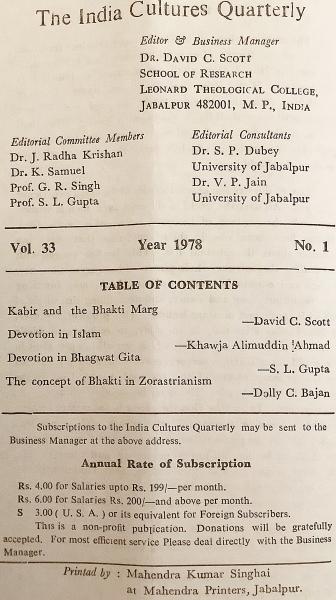 The India Cultures Quarterly
Editor & Business Manager
DR. DAVID C. SCOTT
SCHOOL OF RESEARCH
LEONARD THEOLOGICAL COLLEGE,
JABALPUR 482001, M. P., INDIA
Editorial Committee Members
Dr. J. Radha Krishan
Dr. K. Samuel
Prof. G. R. Singh
Prof. S. L. Gupta
Editorial Consultants
Dr. S. P. Dubey
University of Jabalpur
Dr. V. P. Jain
University of Jabalpur
Vol. 33 Year 1978 No. 1
TABLE OF CONTENTS
Kabir and the Bhakti Marg
—David C. Scott
Devotion in Islam
—Khawja Alimuddin 'Ahmad
Devotion in Bhagwat Gita
—S. L. Gupta
The concept of Bhakti in Zorastrianism
—Dolly C. Bajan
Subscriptions to the India Cultures Quarterly may be sent to the
Business Manager at the above address.
Annual Rate of Subscription
Rs. 4.00 for Salaries upto Rs. 199/—per month.
Rs. 6.00 for Salaries Rs. 200/—and above per month.
S 3.00 ( U. S. A. ) or its equivalent for Foreign Subscribers.
This is a non-profit publication. Donations will be gratefully
accepted. For most efficient service Please deal directly with the Business
Manager.
Printad by : Mahendra Kumar Singhai
at Mahendra Printers, Jabalpur.